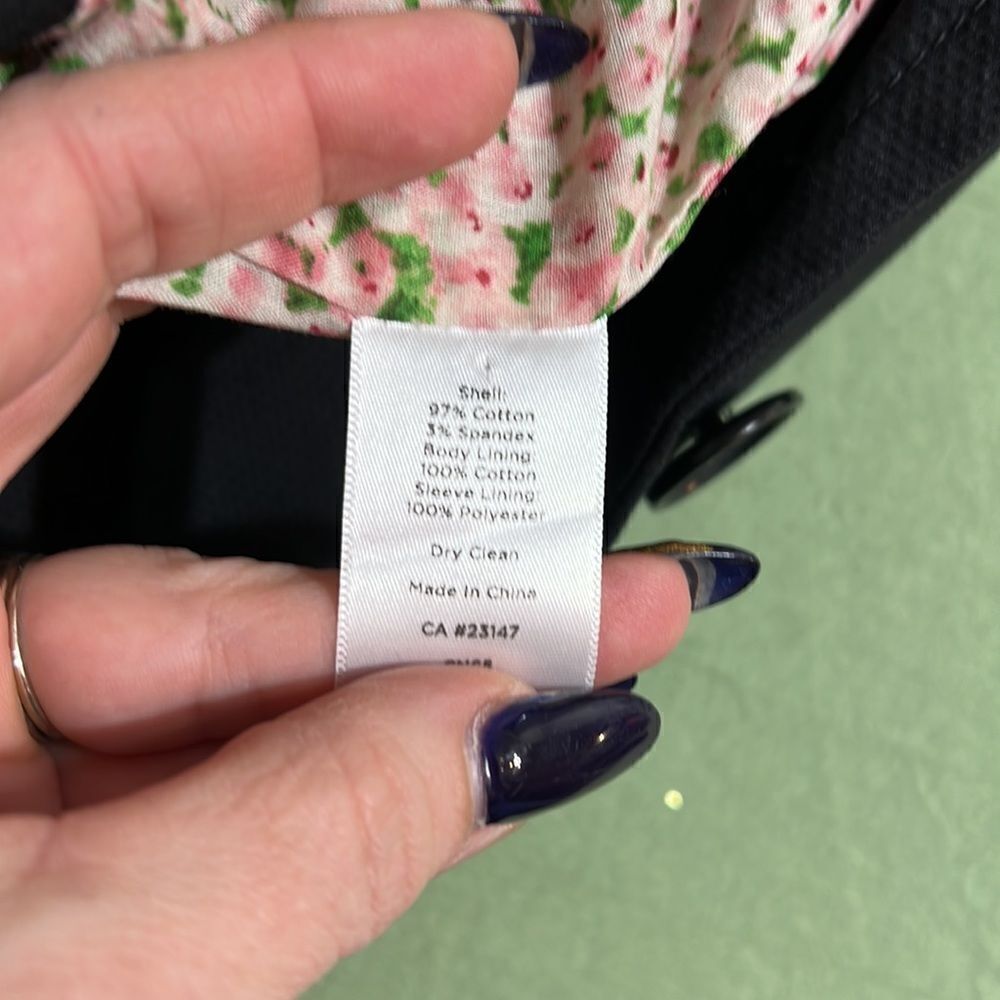 Shell:
97% Cotton
3% Spandex
Body Lining:
100% Cotton
Sleeve Lining:
100% Polyester
Dry Clean
Made In China
CA #23147